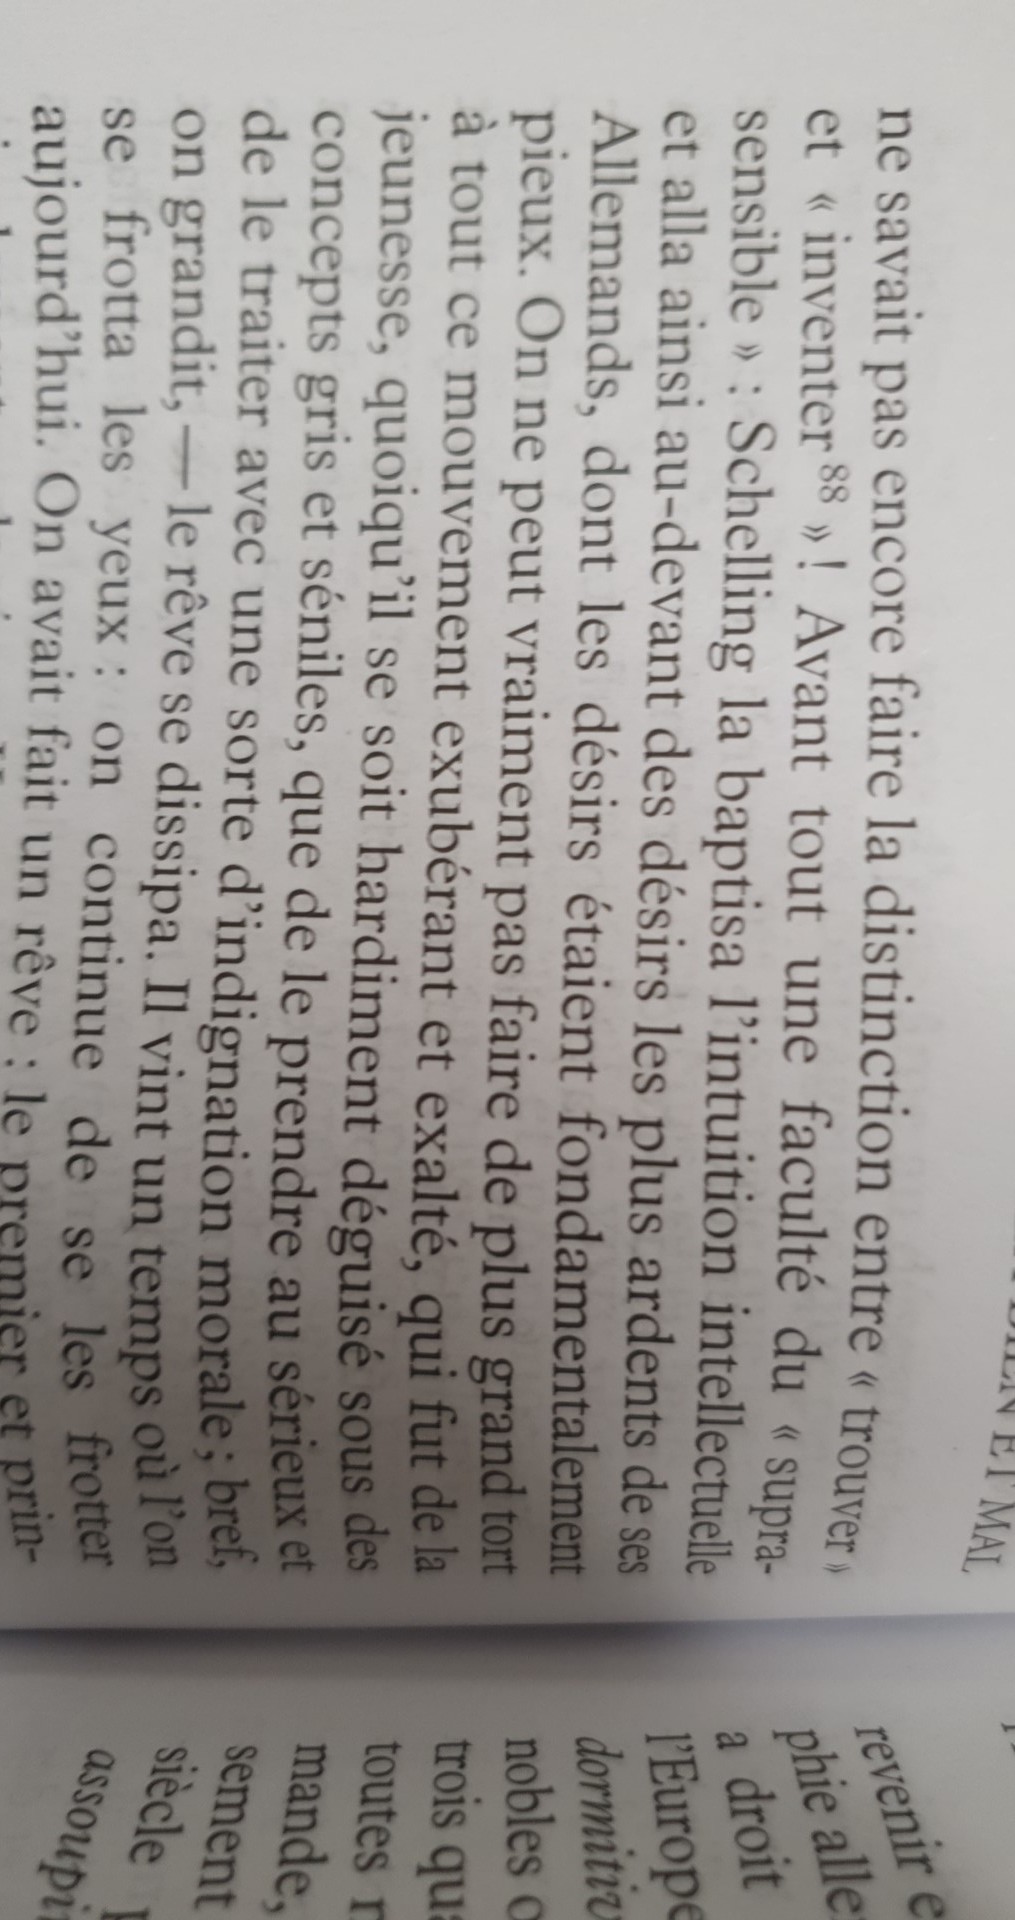 BIEN ET MAL
ne savait pas encore faire la distinction entre « trouver »
et « inventer⁸⁸ » ! Avant tout une faculté du « supra-
sensible » : Schelling la baptisa l’intuition intellectuelle
et alla ainsi au-devant des désirs les plus ardents de ses
Allemands, dont les désirs étaient fondamentalement
pieux. On ne peut vraiment pas faire de plus grand tort
à tout ce mouvement exubérant et exalté, qui fut de la
jeunesse, quoiqu’il se soit hardiment déguisé sous des
concepts gris et séniles, que de le prendre au sérieux et
de le traiter avec une sorte d’indignation morale ; bref,
on grandit, — le rêve se dissipa. Il vint un temps où l’on
se frotta les yeux : on continue de se les frotter
aujourd’hui. On avait fait un rêve : le premier et prin-
revenir
phie alle
a droit
l’Europe
dormitiv
nobles
trois qua
toutes
mande,
sement
siècle
assoupi